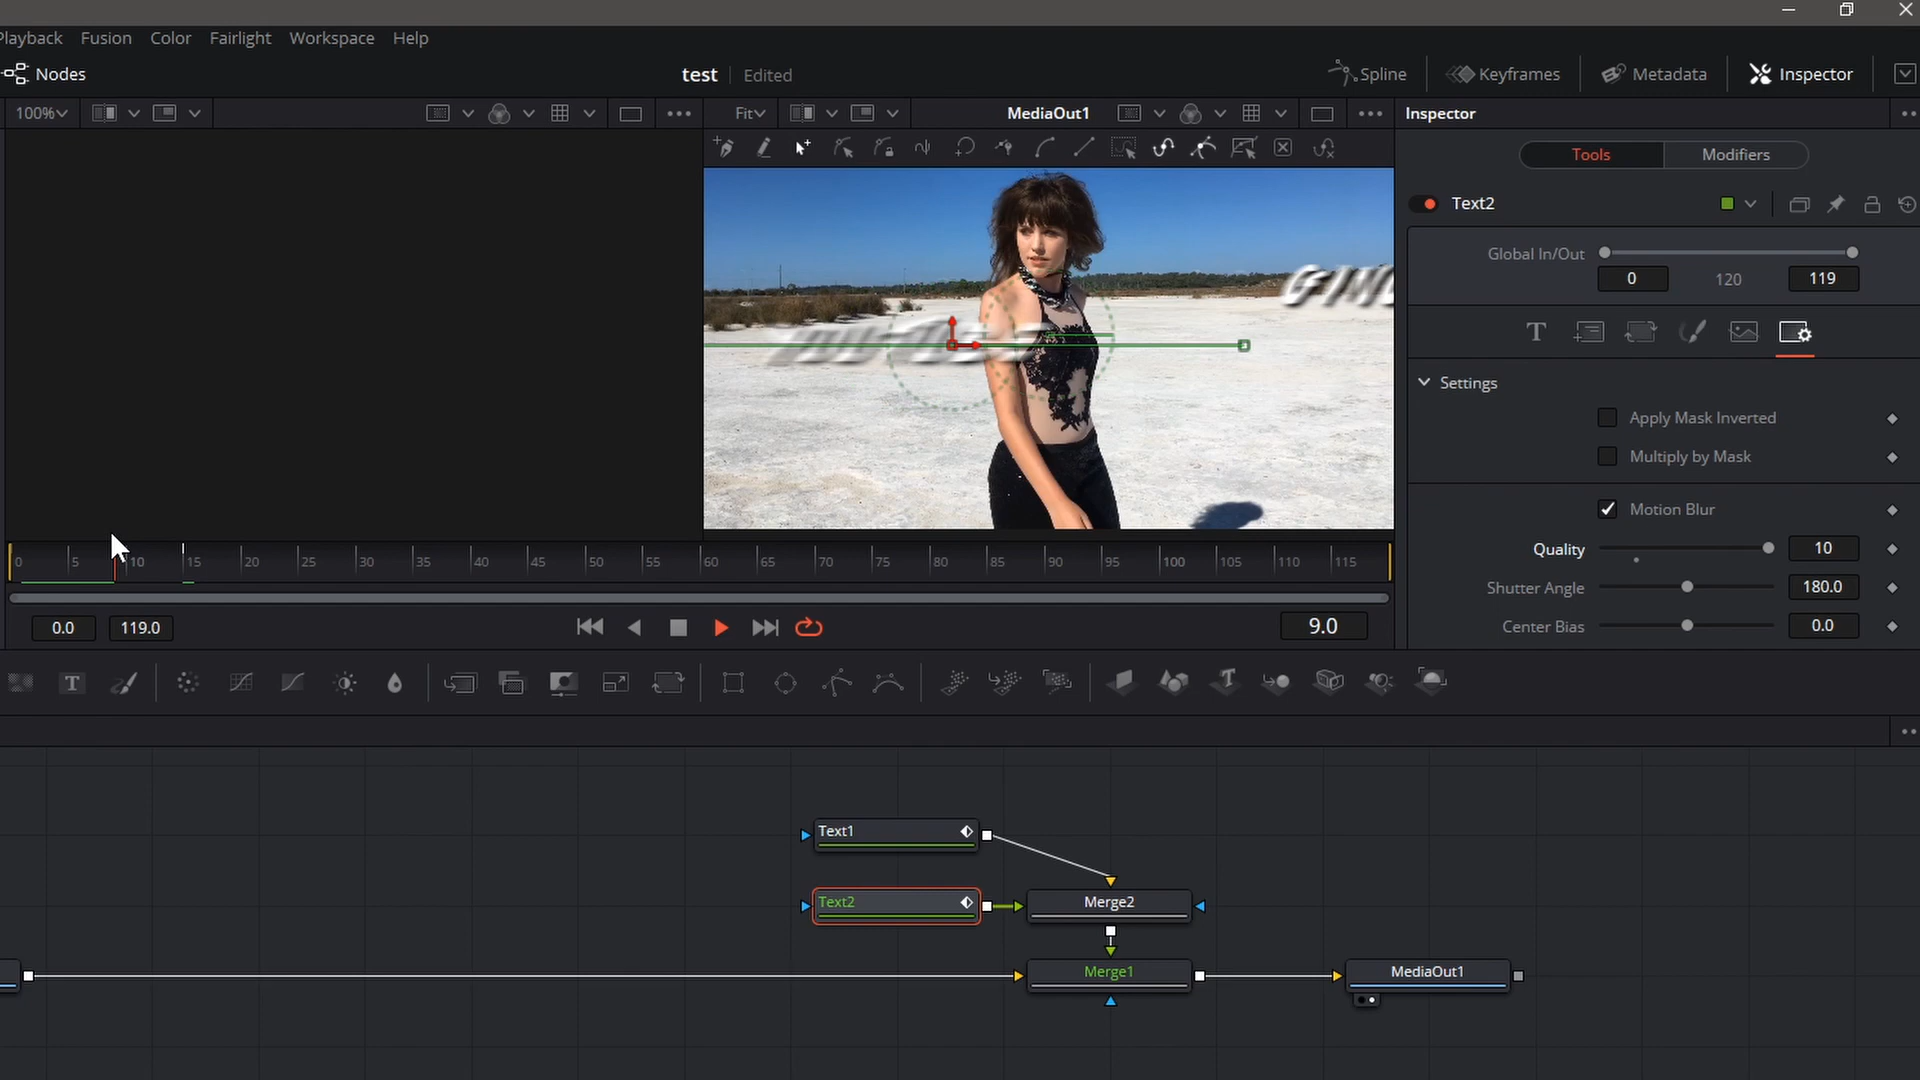 Playback Fusion Color Fairlight Workspace Help
Nodes test Edited Spline Keyframes Metadata Inspector
100% Fit MediaOut1 Inspector
Tools Modifiers
Text2
Global In/Out
0 120 119
T
Settings
Apply Mask Inverted
Multiply by Mask
Motion Blur
Quality 10
Shutter Angle 180.0
Center Bias 0.0
0 5 10 15 20 25 30 35 40 45 50 55 60 65 70 75 80 85 90 95 100 105 110 115
0.0 119.0 9.0
T T
Text1
Text2 Merge2
Merge1 MediaOut1